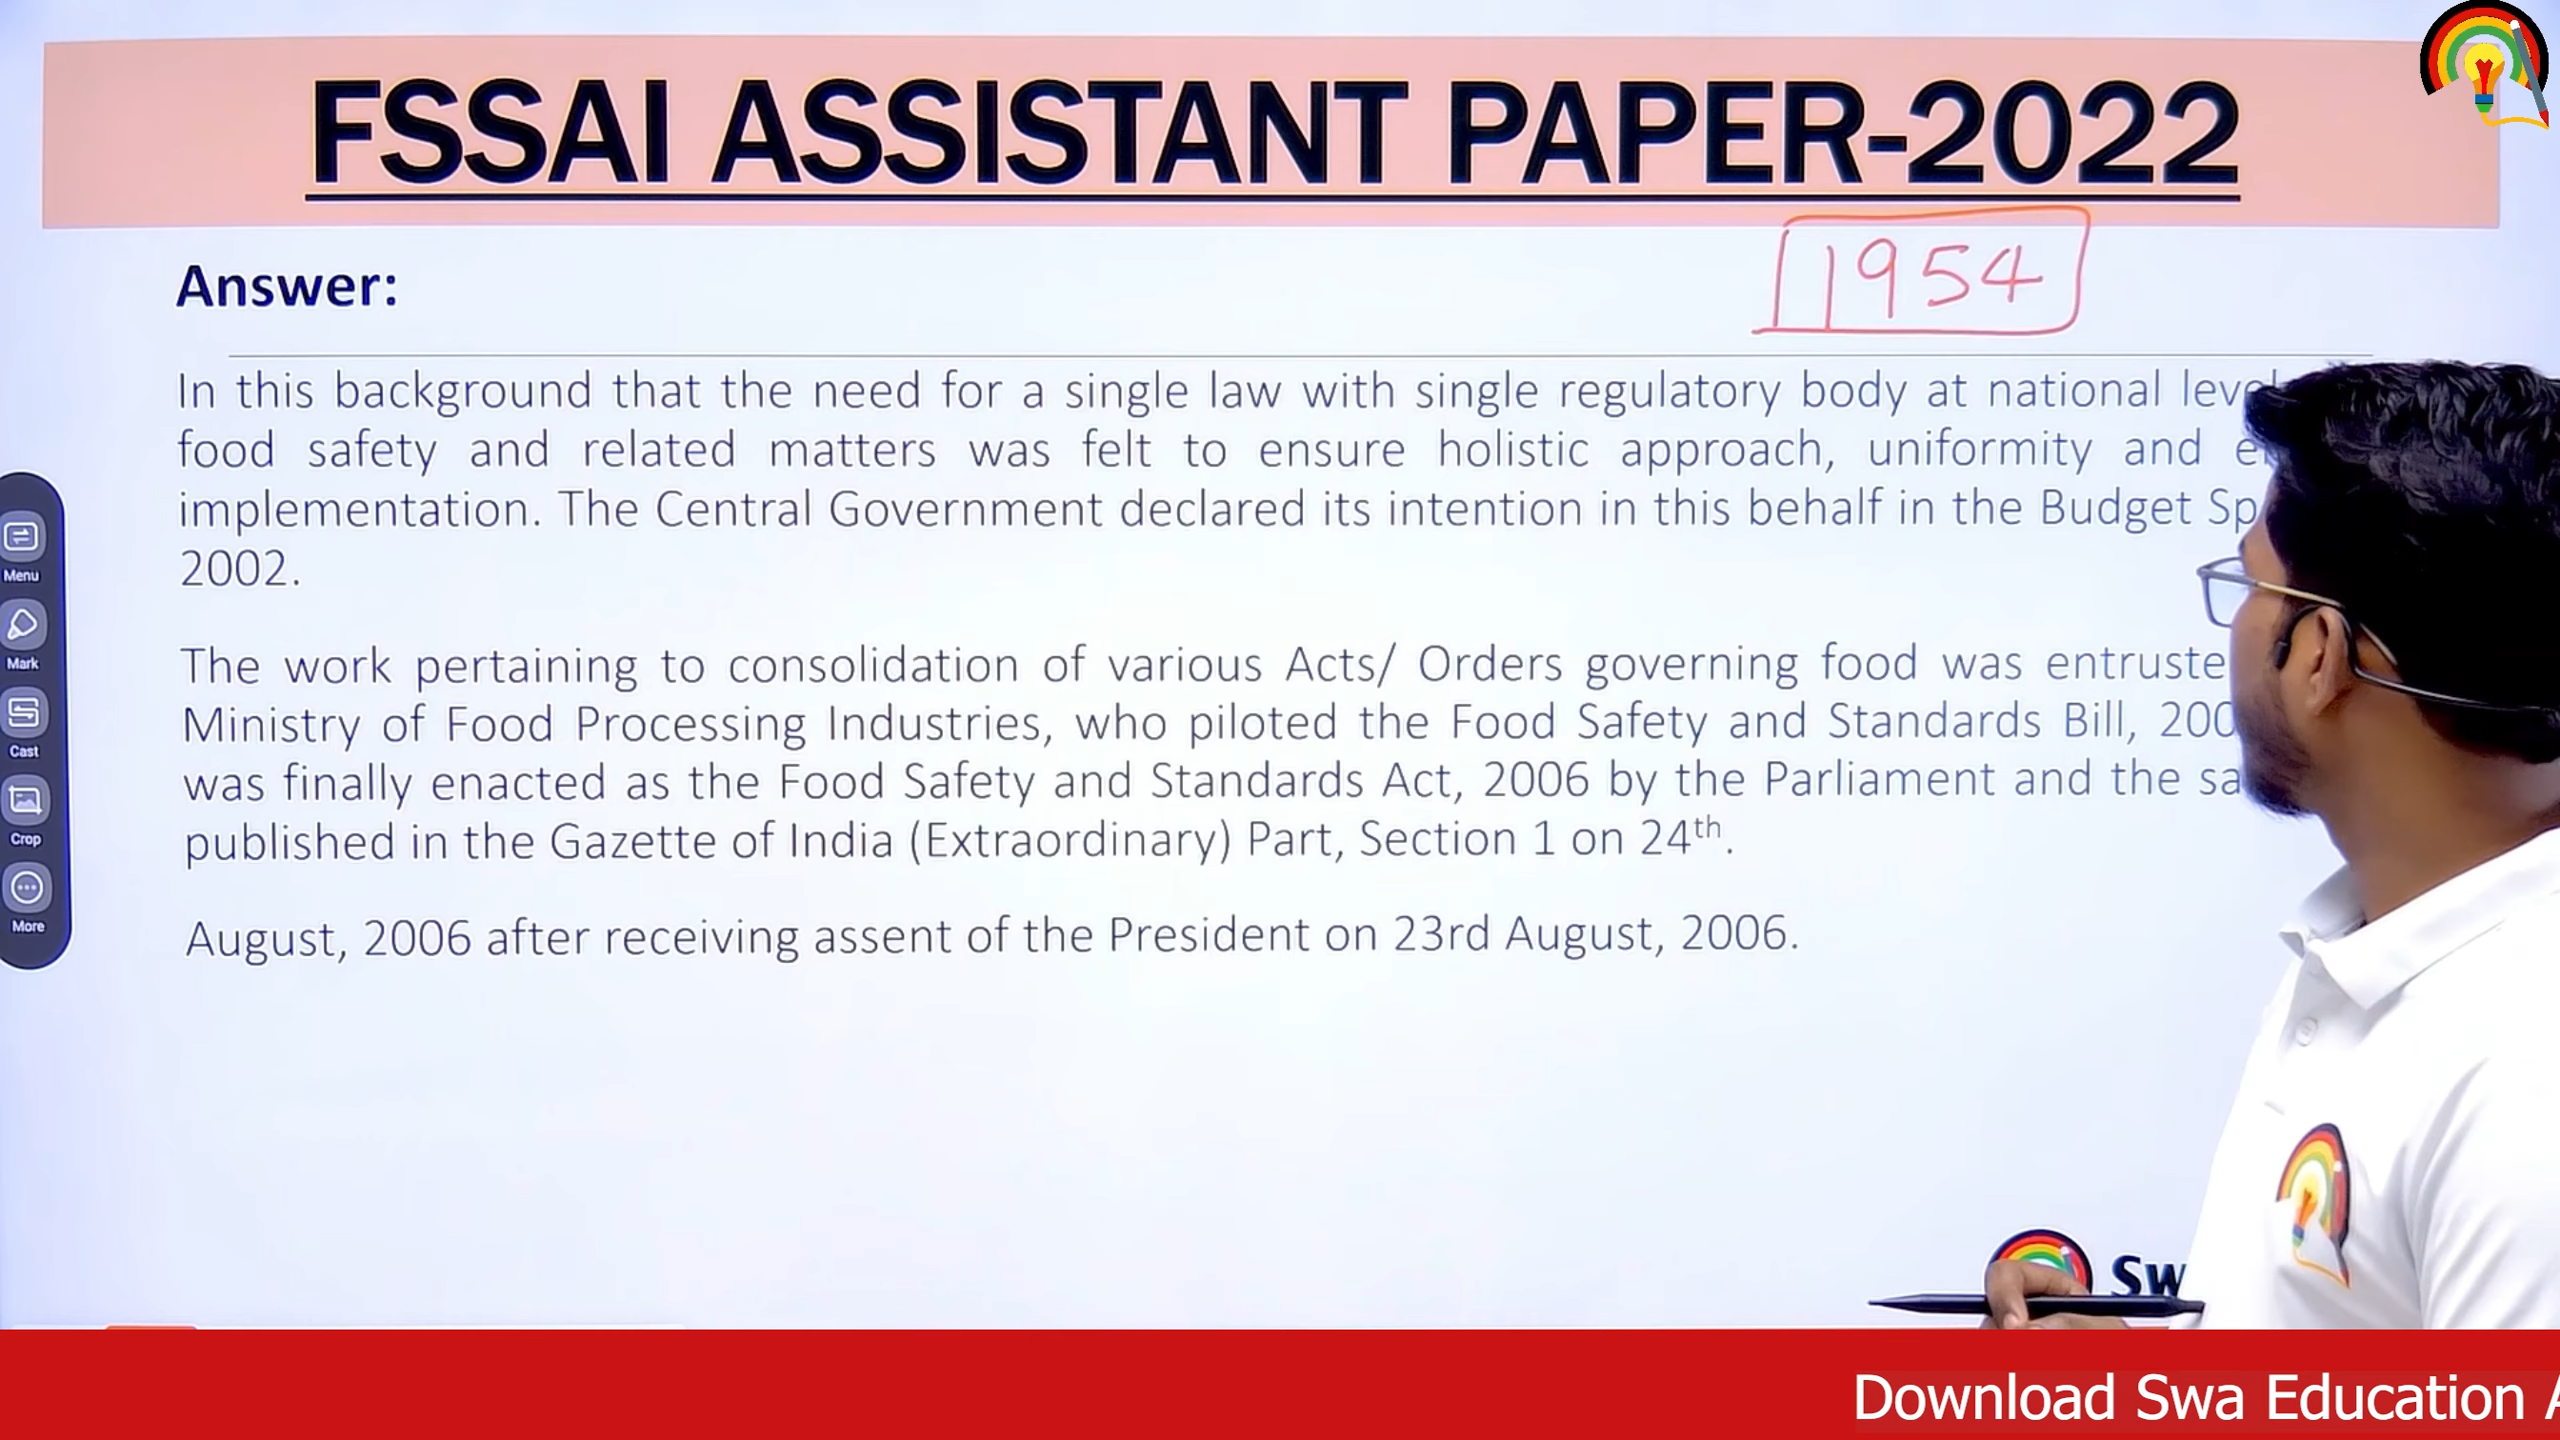 FSSAI ASSISTANT PAPER-2022
1954
Answer:
In this background that the need for a single law with single regulatory body at national
food safety and related matters was felt to ensure holistic approach, uniformity and
implementation. The Central Government declared its intention in this behalf in the Budget
2002.
The work pertaining to consolidation of various Acts/ Orders governing food was
Ministry of Food Processing Industries, who piloted the Food Safety and Standards Bill,
was finally enacted as the Food Safety and Standards Act, 2006 by the Parliament and the
published in the Gazette of India (Extraordinary) Part, Section 1 on 24th.
August, 2006 after receiving assent of the President on 23rd August, 2006.
Menu
Mark
Cast
Crop
More
Download Swa Education